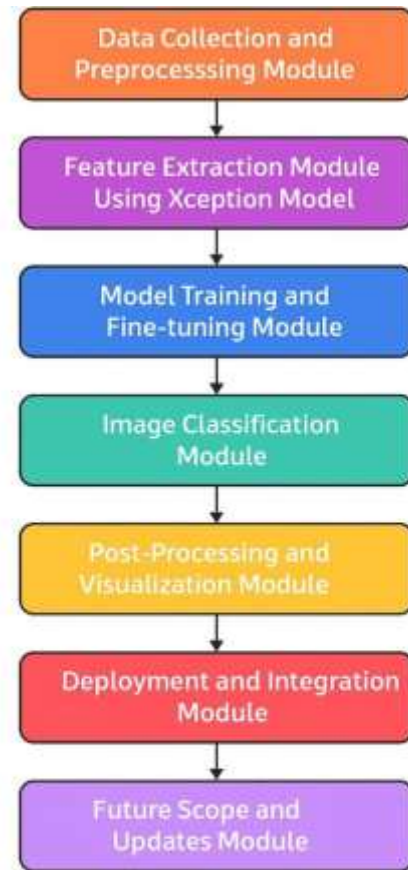 Data Collection and
Preprocesssing Module
Feature Extraction Module
Using Xception Model
Model Training and
Fine-tuning Module
Image Classification
Module
Post-Processing and
Visualization Module
Deployment and Integration
Module
Future Scope and
Updates Module